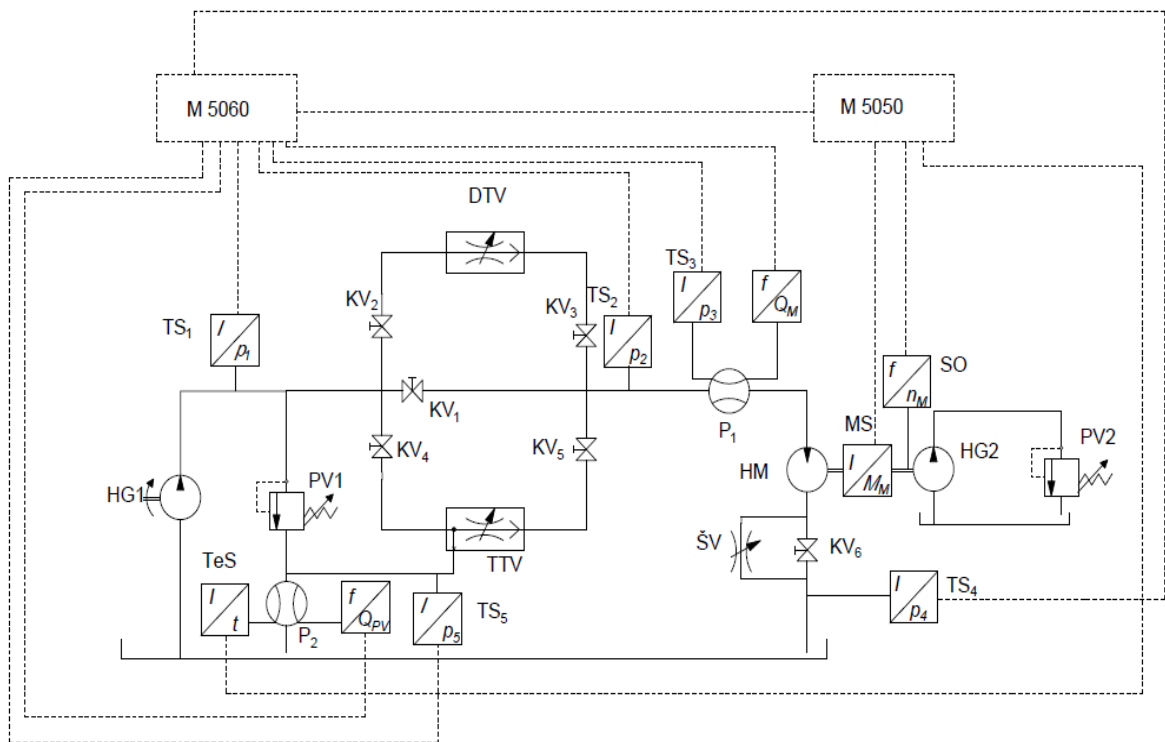 M 5060
M 5050
DTV
TS3
I
p3
f
QM
KV2
KV3
TS2
I
p2
TS1
I
p1
f
nM
SO
KV1
P1
MS
I
MM
HG2
PV2
KV4
KV5
HM
HG1
PV1
TTV
ŠV
KV6
TeS
I
t
P2
f
QPV
I
p5
TS5
I
p4
TS4